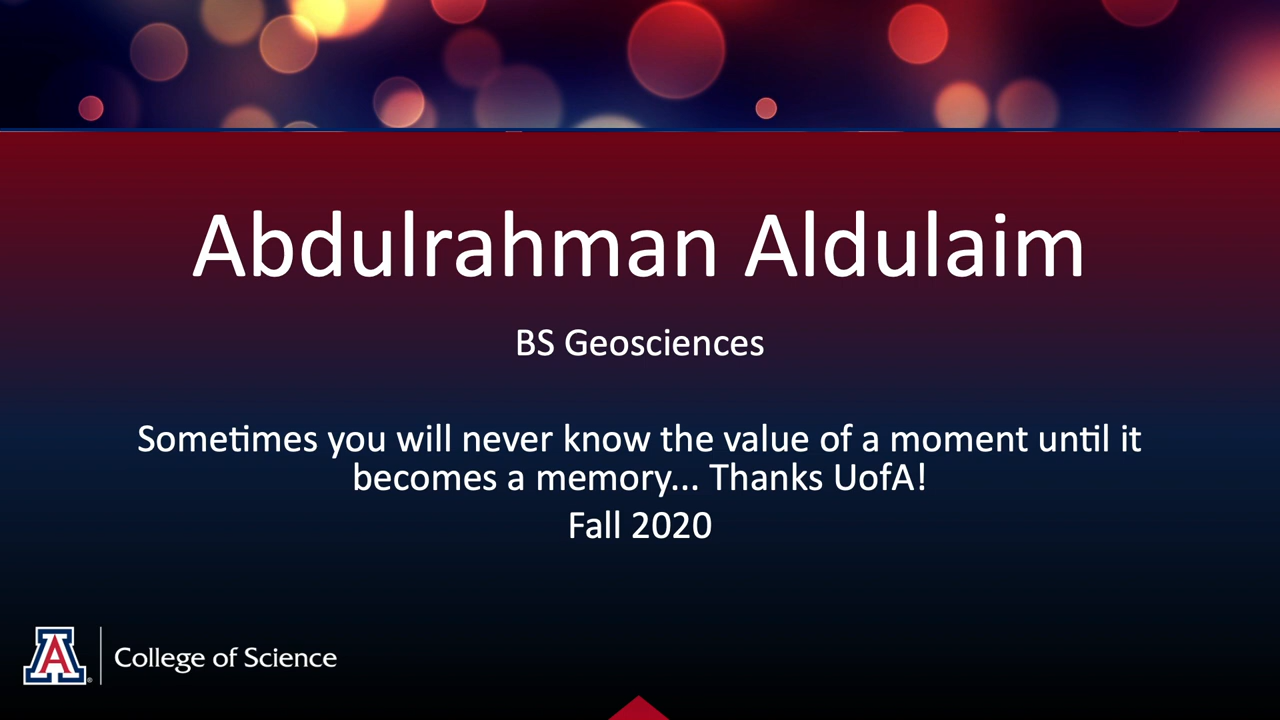 Abdulrahman Aldulaim
BS Geosciences
Sometimes you will never know the value of a moment until it
becomes a memory... Thanks UofA!
Fall 2020
A ® College of Science